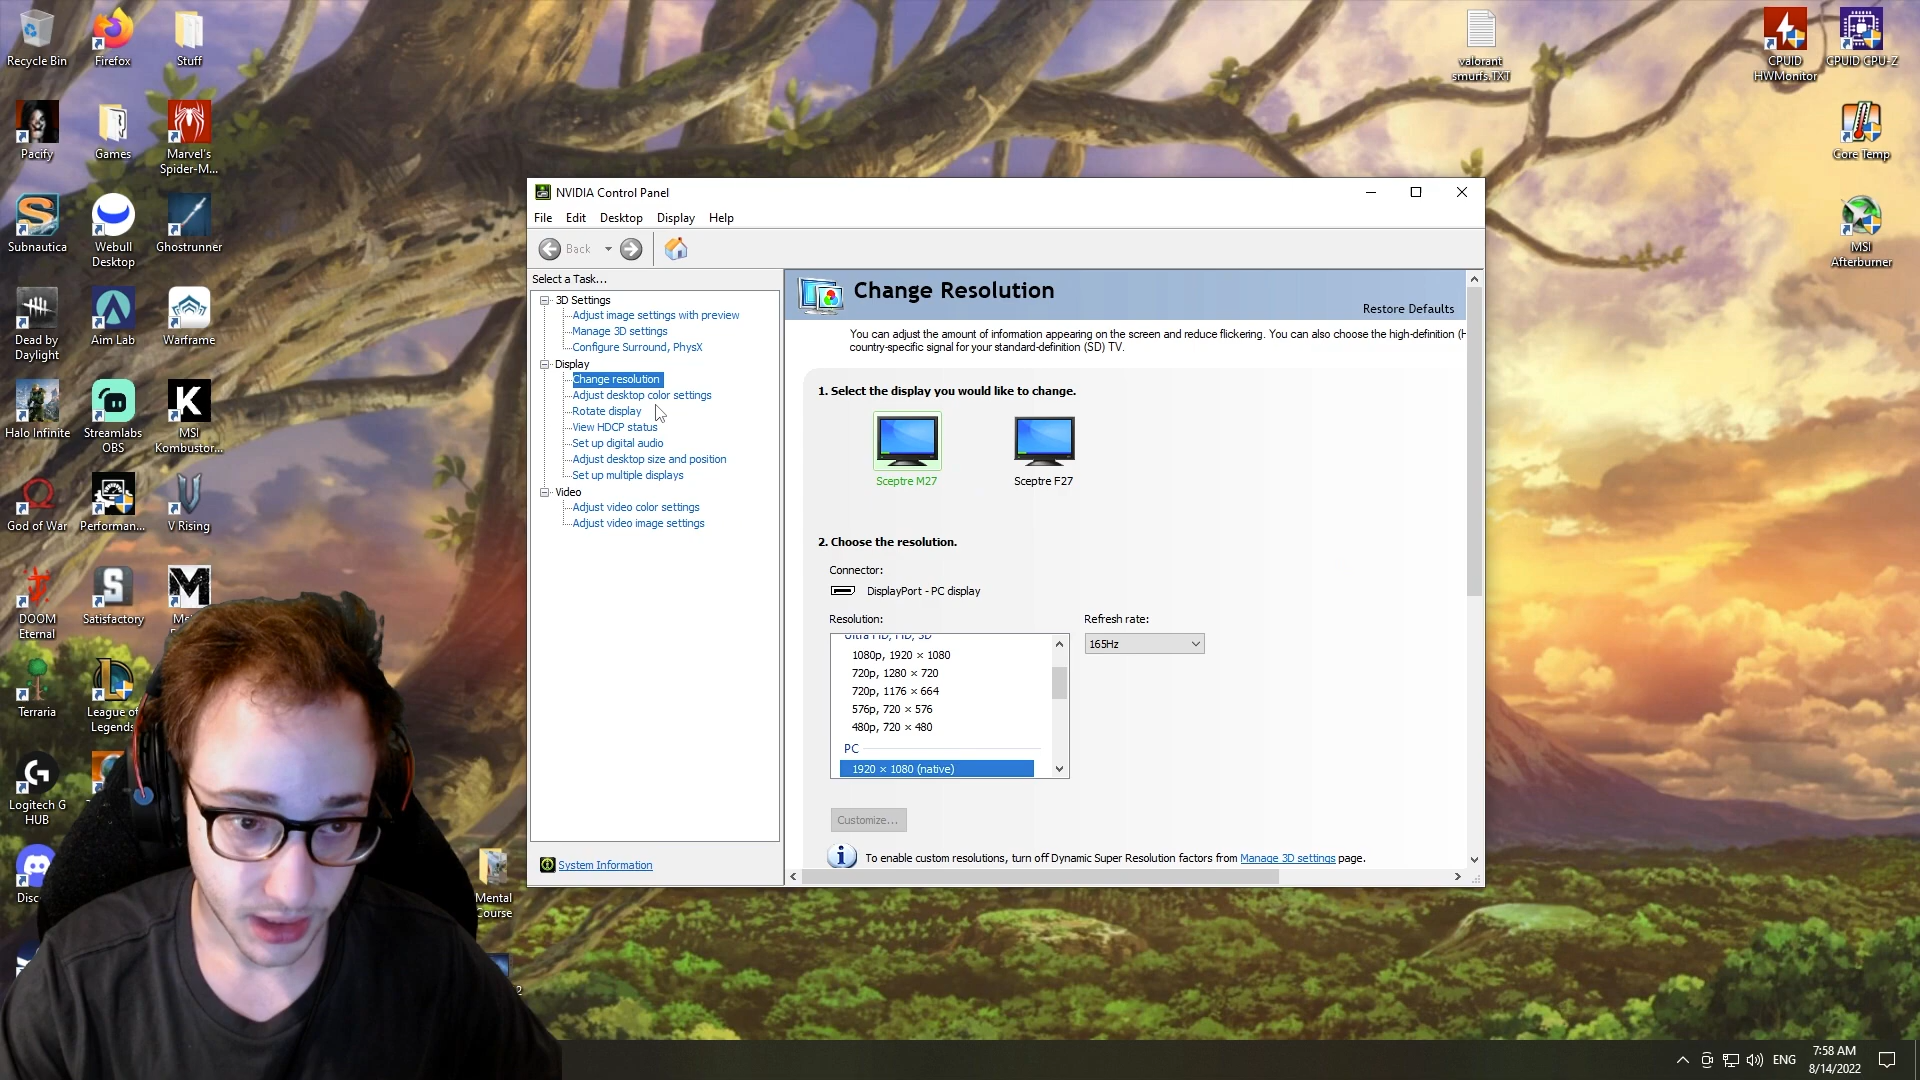 Recycle Bin
Firefox
Stuff
valorant
smurfs.TXT
CPUID
HWMonitor
CPUID CPU-Z
Pacify
Games
Marvel's
Spider-M...
Core Temp
Subnautica
Webull
Desktop
Ghostrunner
MSI
Afterburner
Dead by
Daylight
Aim Lab
Warframe
Halo Infinite
Streamlabs
OBS
MSI
Kombustor...
God of War
Performan...
V Rising
DOOM
Eternal
Satisfactory
Terraria
League of
Legends
Logitech G
HUB
Disc
Mental
Course
NVIDIA Control Panel
File Edit Desktop Display Help
Back
Select a Task...
3D Settings
Adjust image settings with preview
Manage 3D settings
Configure Surround, PhysX
Display
Change resolution
Adjust desktop color settings
Rotate display
View HDCP status
Set up digital audio
Adjust desktop size and position
Set up multiple displays
Video
Adjust video color settings
Adjust video image settings
System Information
Change Resolution
Restore Defaults
You can adjust the amount of information appearing on the screen and reduce flickering. You can also choose the high-definition (H
country-specific signal for your standard-definition (SD) TV.
1. Select the display you would like to change.
Sceptre M27
Sceptre F27
2. Choose the resolution.
Connector:
DisplayPort - PC display
Resolution:
Refresh rate:
Ultra HD, HD, SD
165Hz
1080p, 1920 × 1080
720p, 1280 × 720
720p, 1176 × 664
576p, 720 × 576
480p, 720 × 480
PC
1920 × 1080 (native)
Customize...
To enable custom resolutions, turn off Dynamic Super Resolution factors from Manage 3D settings page.
ENG
7:58 AM
8/14/2022